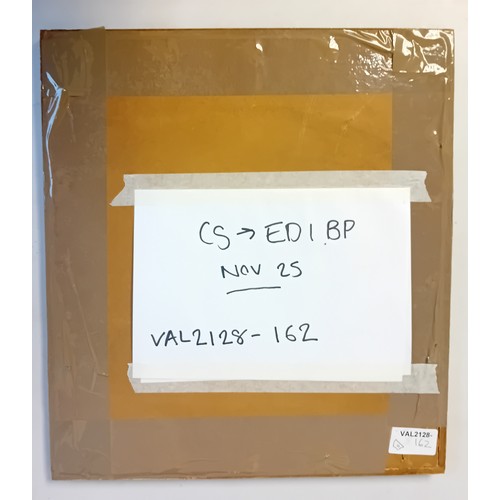 CS → EDI.BP
NOV 25
VAL2128-162
VAL2128-
162